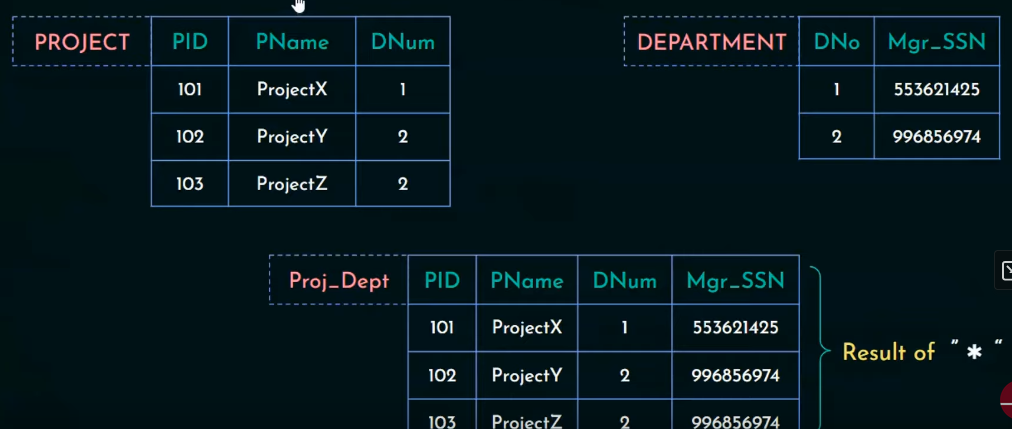 PROJECT PID PName DNum
101 ProjectX 1
102 ProjectY 2
103 ProjectZ 2
DEPARTMENT DNo Mgr_SSN
1 553621425
2 996856974
Proj_Dept PID PName DNum Mgr_SSN
101 ProjectX 1 553621425
102 ProjectY 2 996856974
103 ProjectZ 2 996856974
Result of " * "